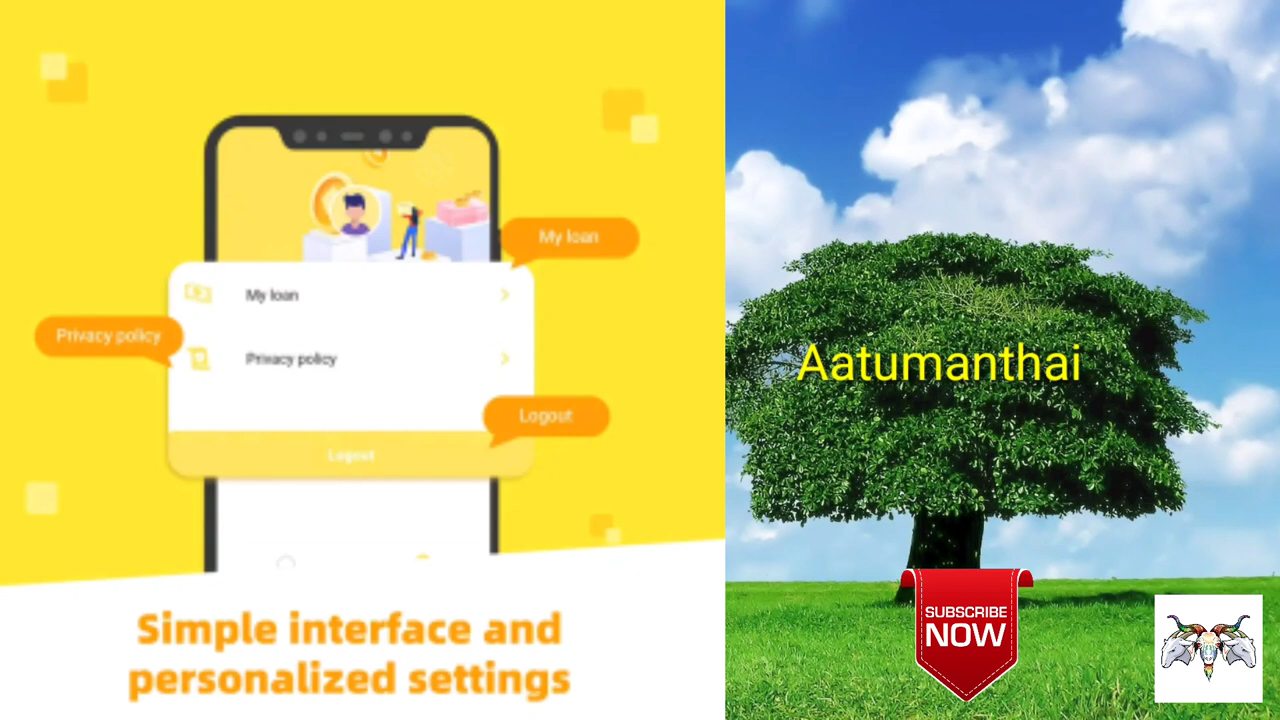 My loan
My loan
Privacy policy
Privacy policy
Logout
Logout
Simple interface and
personalized settings
Aatumanthai
SUBSCRIBE
NOW